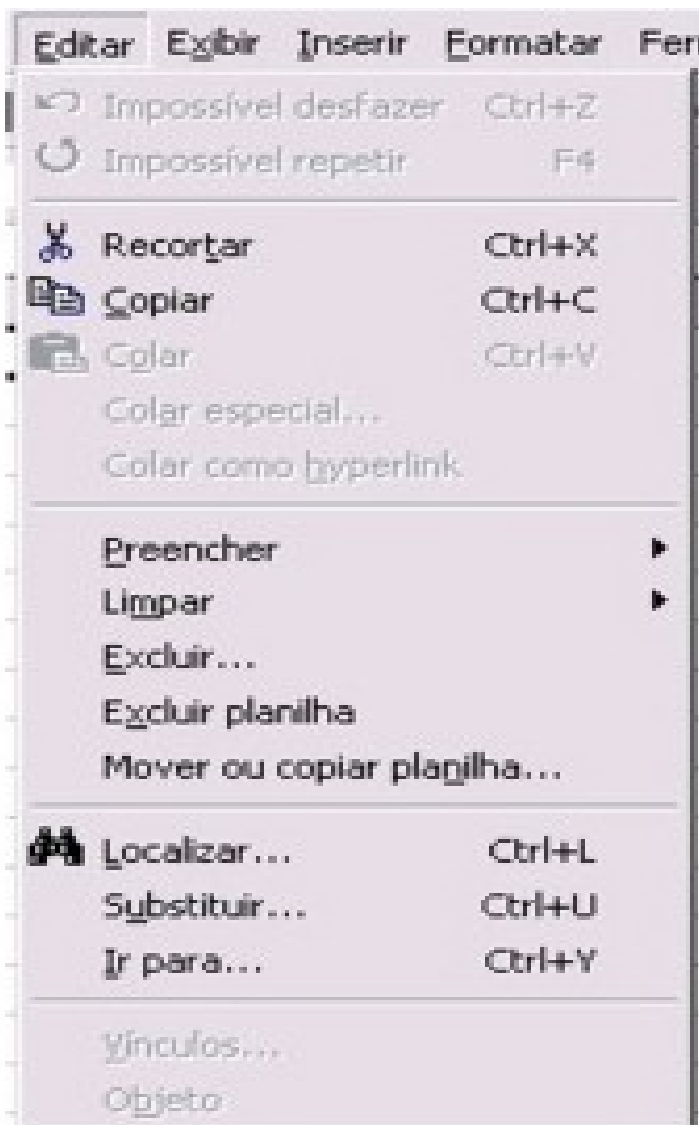 Editar Exibir Inserir Formatar Fer
Impossível desfazer Ctrl+Z
Impossível repetir F4
Recortar Ctrl+X
Copiar Ctrl+C
Colar Ctrl+V
Colar especial...
Colar como hyperlink
Preencher
Limpar
Excluir...
Excluir planilha
Mover ou copiar planilha...
Localizar... Ctrl+L
Substituir... Ctrl+U
Ir para... Ctrl+Y
Vínculos...
Objeto